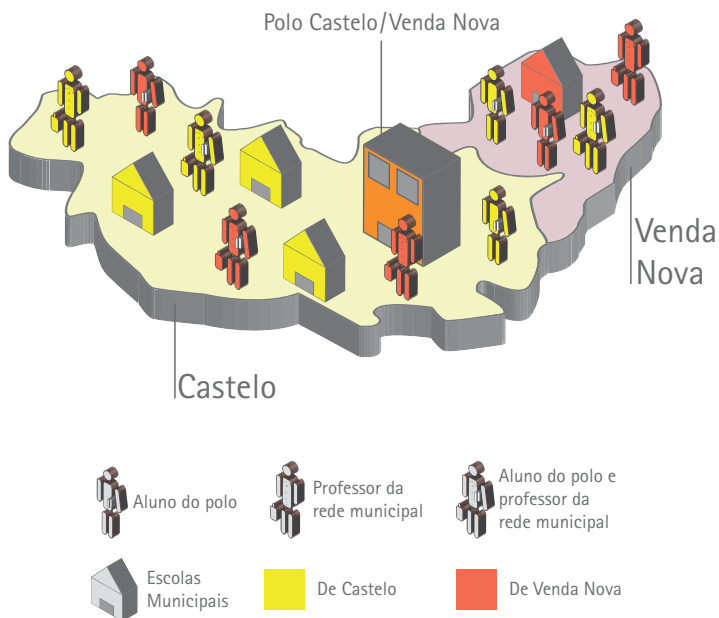 Polo Castelo/Venda Nova
Venda
Nova
Castelo
Aluno do polo
Professor da
rede municipal
Aluno do polo e
professor da
rede municipal
Escolas
Municipais
De Castelo
De Venda Nova